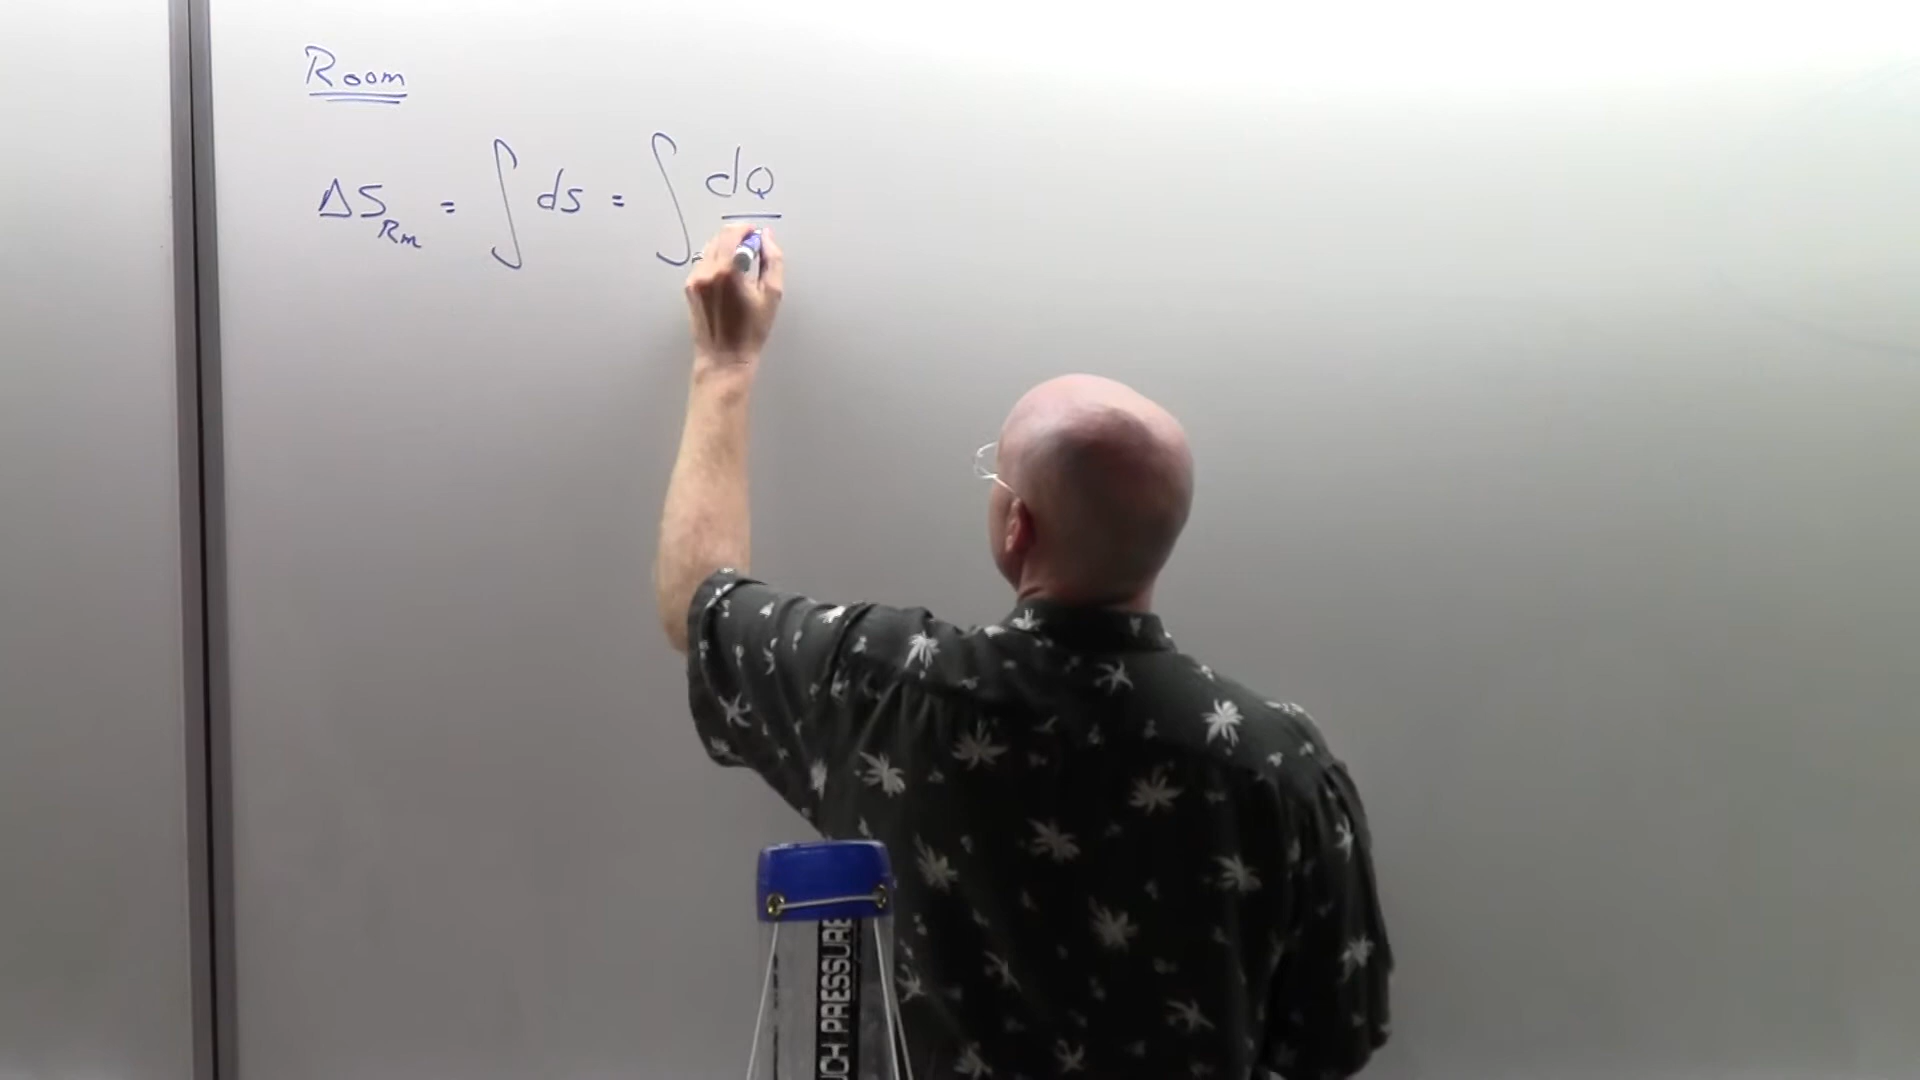 Room
ΔS_Rm = ∫ ds = ∫ dQ
PRESSURE